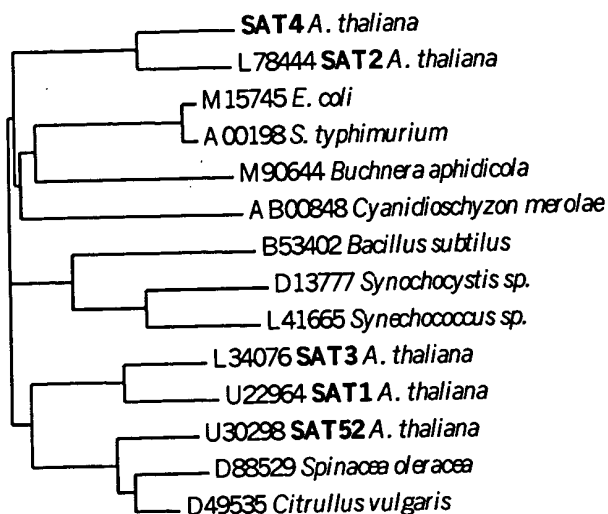 SAT4 A. thaliana
L78444 SAT2 A. thaliana
M15745 E. coli
A00198 S. typhimurium
M90644 Buchnera aphidicola
AB00848 Cyanidioschyzon merolae
B53402 Bacillus subtilus
D13777 Synochocystis sp.
L41665 Synechococcus sp.
L34076 SAT3 A. thaliana
U22964 SAT1 A. thaliana
U30298 SAT52 A. thaliana
D88529 Spinacea oleracea
D49535 Citrullus vulgaris